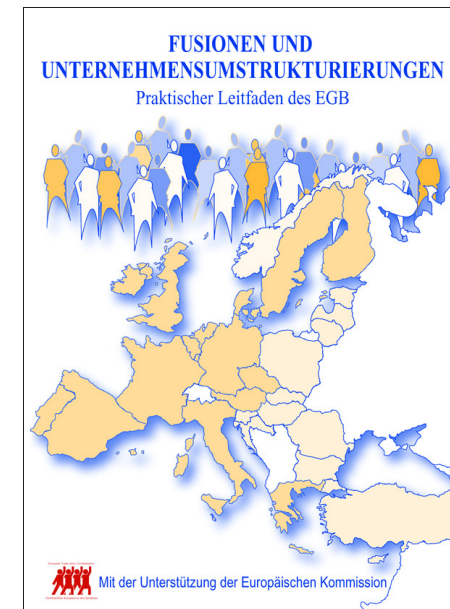 FUSIONEN UND
UNTERNEHMENSUMSTRUKTURIERUNGEN
Praktischer Leitfaden des EGB
Mit der Unterstützung der Europäischen Kommission